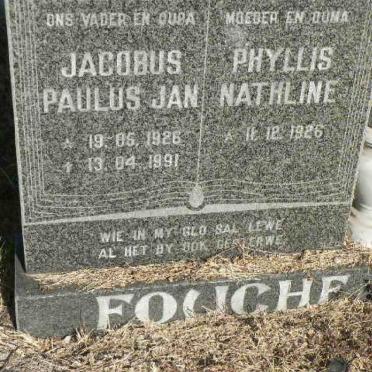 ONS VADER EN OUPA
JACOBUS
PAULUS JAN
* 19.05.1926
† 13.04.1991
MOEDER EN OUMA
PHYLLIS
NATHLINE
* 11.12.1926
WIE IN MY GLO SAL LEWE
AL HET HY OOK GESTERWE
FOUCHE